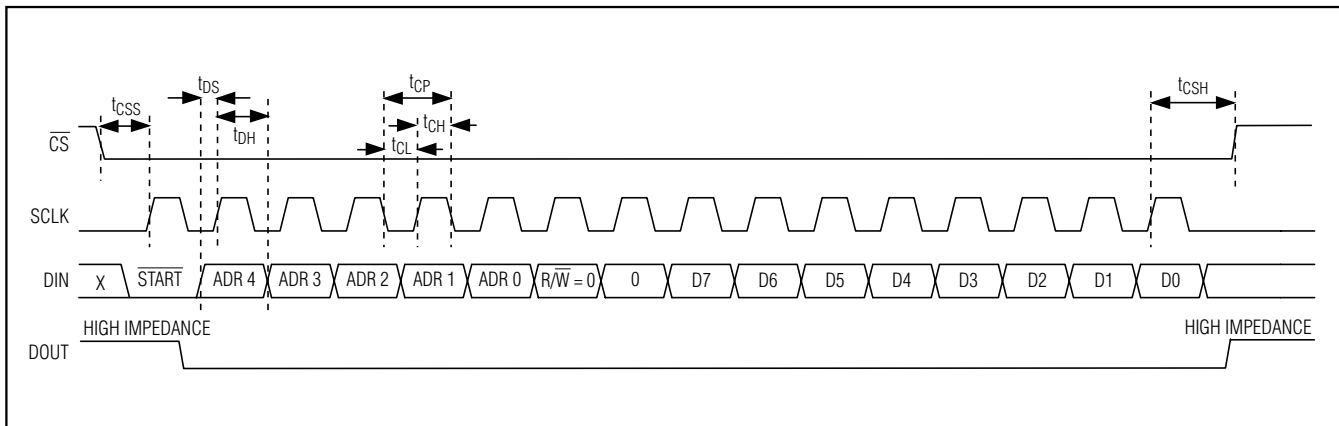 tDS
tCP
tCSH
tCSS
tCH
tDH
tCL
CS
SCLK
DIN X START ADR 4 ADR 3 ADR 2 ADR 1 ADR 0 R/W = 0 0 D7 D6 D5 D4 D3 D2 D1 D0
HIGH IMPEDANCE HIGH IMPEDANCE
DOUT